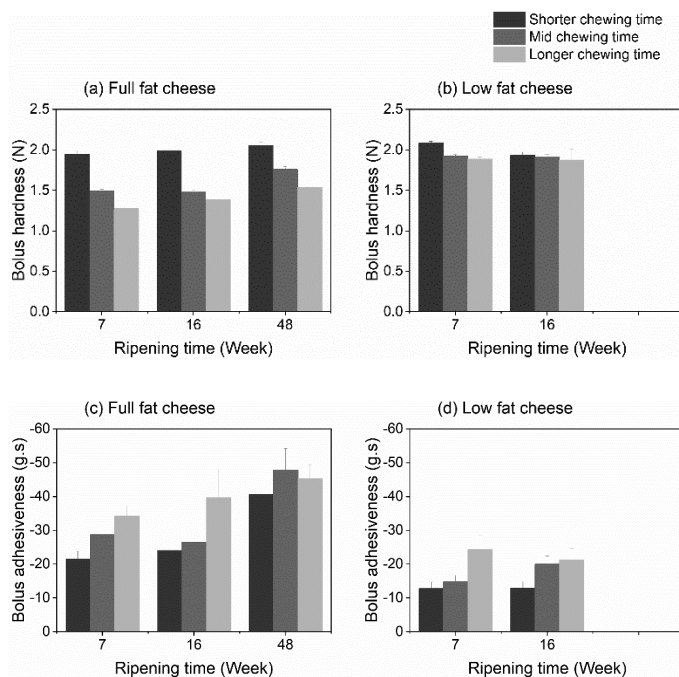 Shorter chewing time
Mid chewing time
Longer chewing time
(a) Full fat cheese
(b) Low fat cheese
2.5
2.0
1.5
1.0
0.5
0.0
Bolus hardness (N)
7
16
48
Ripening time (Week)
2.5
2.0
1.5
1.0
0.5
0.0
Bolus hardness (N)
7
16
Ripening time (Week)
(c) Full fat cheese
(d) Low fat cheese
-60
-50
-40
-30
-20
-10
0
Bolus adhesiveness (g.s)
7
16
48
Ripening time (Week)
-60
-50
-40
-30
-20
-10
0
Bolus adhesiveness (g.s)
7
16
Ripening time (Week)